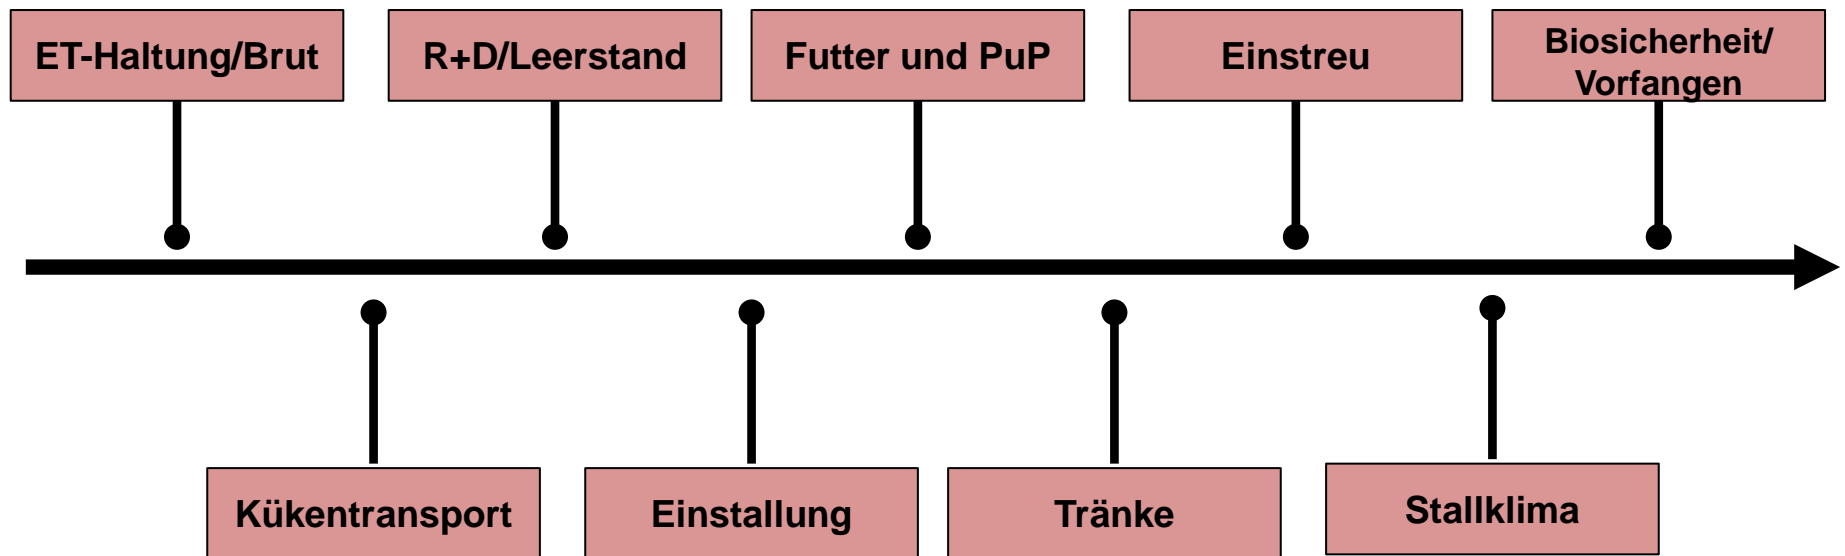 ET-Haltung/Brut
R+D/Leerstand
Futter und PuP
Einstreu
Biosicherheit/
Vorfangen
Kükentransport
Einstallung
Tränke
Stallklima